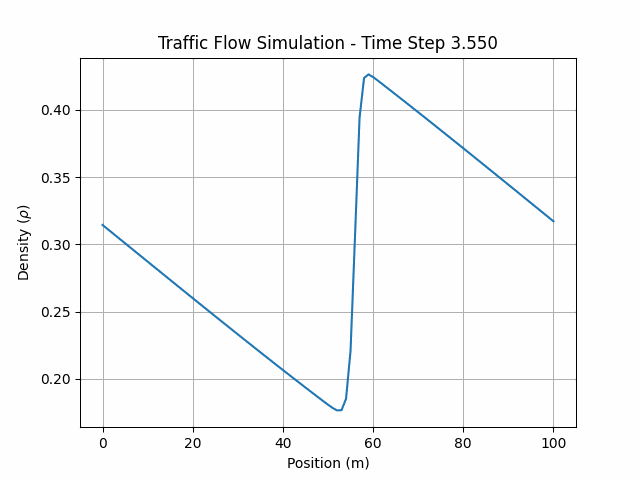 Traffic Flow Simulation - Time Step 3.550
0.40
0.35
0.30
0.25
0.20
Density (ρ)
0 20 40 60 80 100
Position (m)